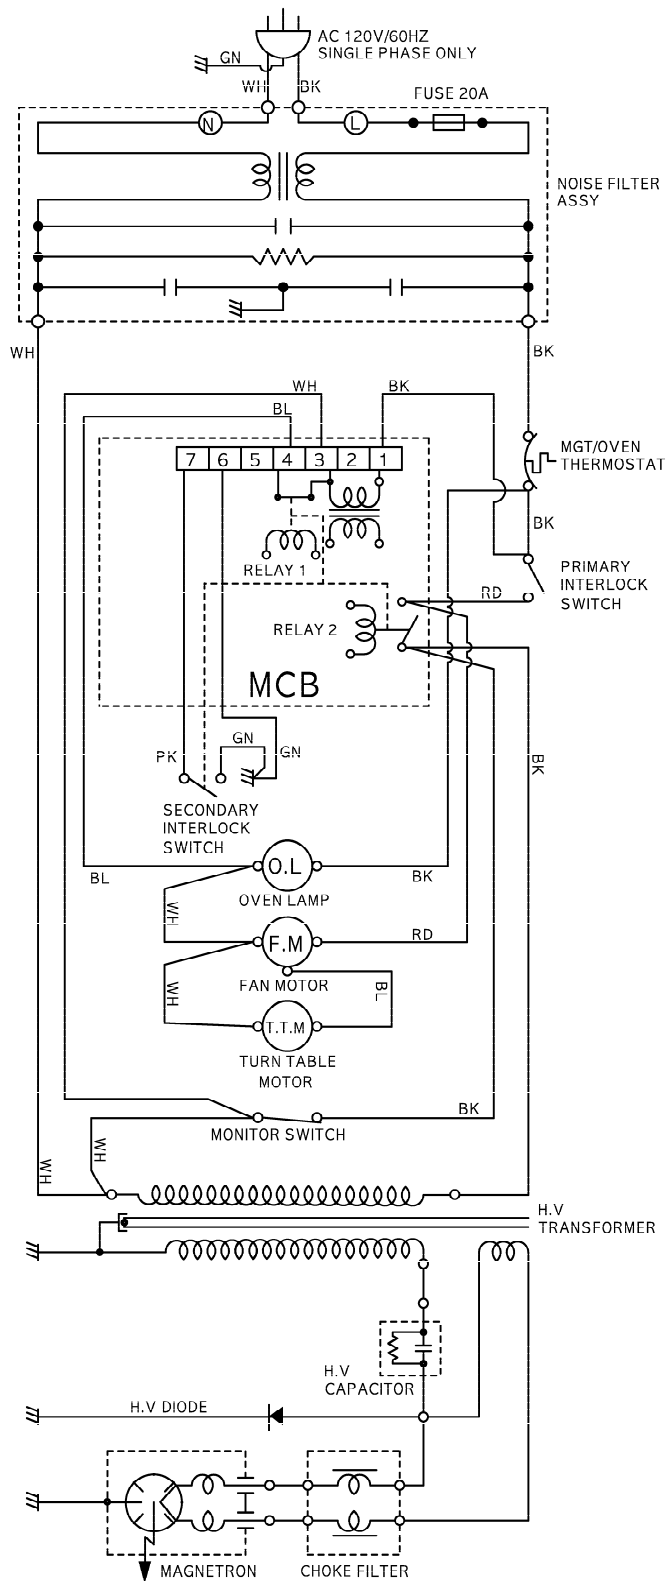 AC 120V/60HZ
SINGLE PHASE ONLY
GN
WH
BK
FUSE 20A
N
L
NOISE FILTER
ASSY
WH
BK
WH
BK
BL
MGT/OVEN
THERMOSTAT
7 6 5 4 3 2 1
BK
RELAY 1
PRIMARY
INTERLOCK
SWITCH
RD
RELAY 2
MCB
GN
PK
GN
BK
SECONDARY
INTERLOCK
SWITCH
O.L
BL
BK
OVEN LAMP
WH
F.M
RD
FAN MOTOR
WH
BL
T.T.M
TURN TABLE
MOTOR
BK
MONITOR SWITCH
WH
WH
H.V
TRANSFORMER
H.V
CAPACITOR
H.V DIODE
MAGNETRON
CHOKE FILTER